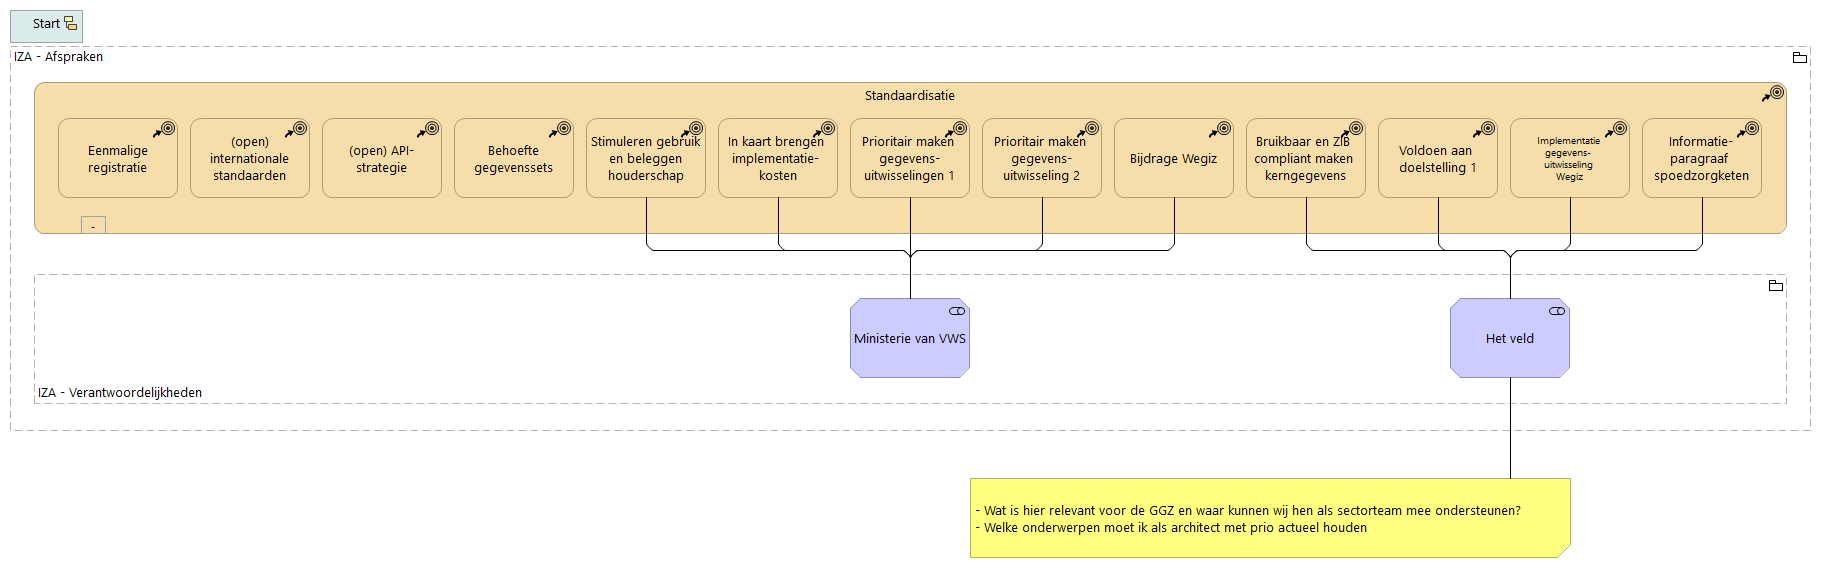 Start
IZA - Afspraken
Standaardisatie
Eenmalige
registratie
(open)
internationale
standaarden
(open) API-
strategie
Behoefte
gegevenssets
Stimuleren gebruik
en beleggen
houderschap
In kaart brengen
implementatie-
kosten
Prioritair maken
gegevens-
uitwisselingen 1
Prioritair maken
gegevens-
uitwisseling 2
Bijdrage Wegiz
Bruikbaar en ZIB
compliant maken
kerngegevens
Voldoen aan
doelstelling 1
Implementatie
gegevens-
uitwisseling
Wegiz
Informatie-
paragraaf
spoedzorgketen
-
Ministerie van VWS
Het veld
IZA - Verantwoordelijkheden
- Wat is hier relevant voor de GGZ en waar kunnen wij hen als sectorteam mee ondersteunen?
- Welke onderwerpen moet ik als architect met prio actueel houden